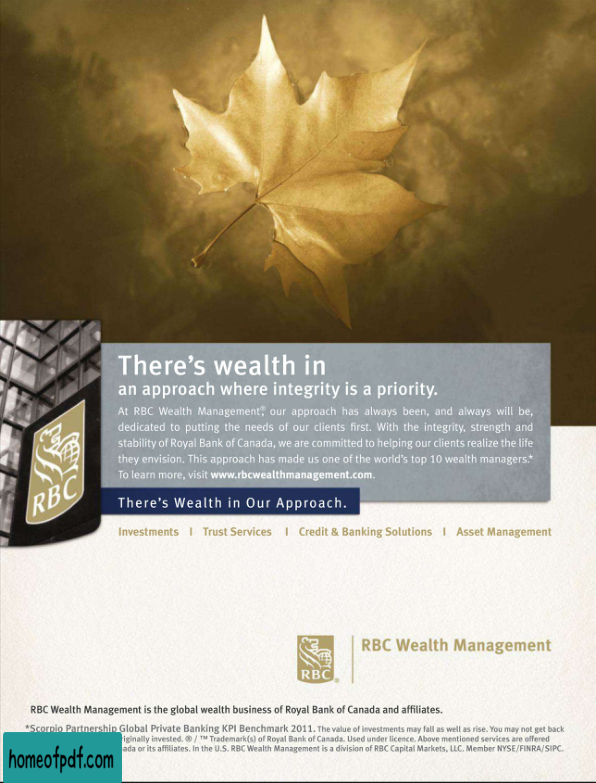 There's wealth in
an approach where integrity is a priority.
At RBC Wealth Management,® our approach has always been, and always will be,
dedicated to putting the needs of our clients first. With the integrity, strength and
stability of Royal Bank of Canada, we are committed to helping our clients realize the life
they envision. This approach has made us one of the world's top 10 wealth managers.*
To learn more, visit www.rbcwealthmanagement.com.
RBC
There's Wealth in Our Approach.
Investments | Trust Services | Credit & Banking Solutions | Asset Management
RBC Wealth Management
RBC®
RBC Wealth Management is the global wealth business of Royal Bank of Canada and affiliates.
*Scorpio Partnership Global Private Banking KPI Benchmark 2011. The value of investments may fall as well as rise. You may not get back
riginally invested. ® / ™ Trademark(s) of Royal Bank of Canada. Used under licence. Above mentioned services are offered
ada or its affiliates. In the U.S. RBC Wealth Management is a division of RBC Capital Markets, LLC. Member NYSE/FINRA/SIPC.
homeofpdf.com